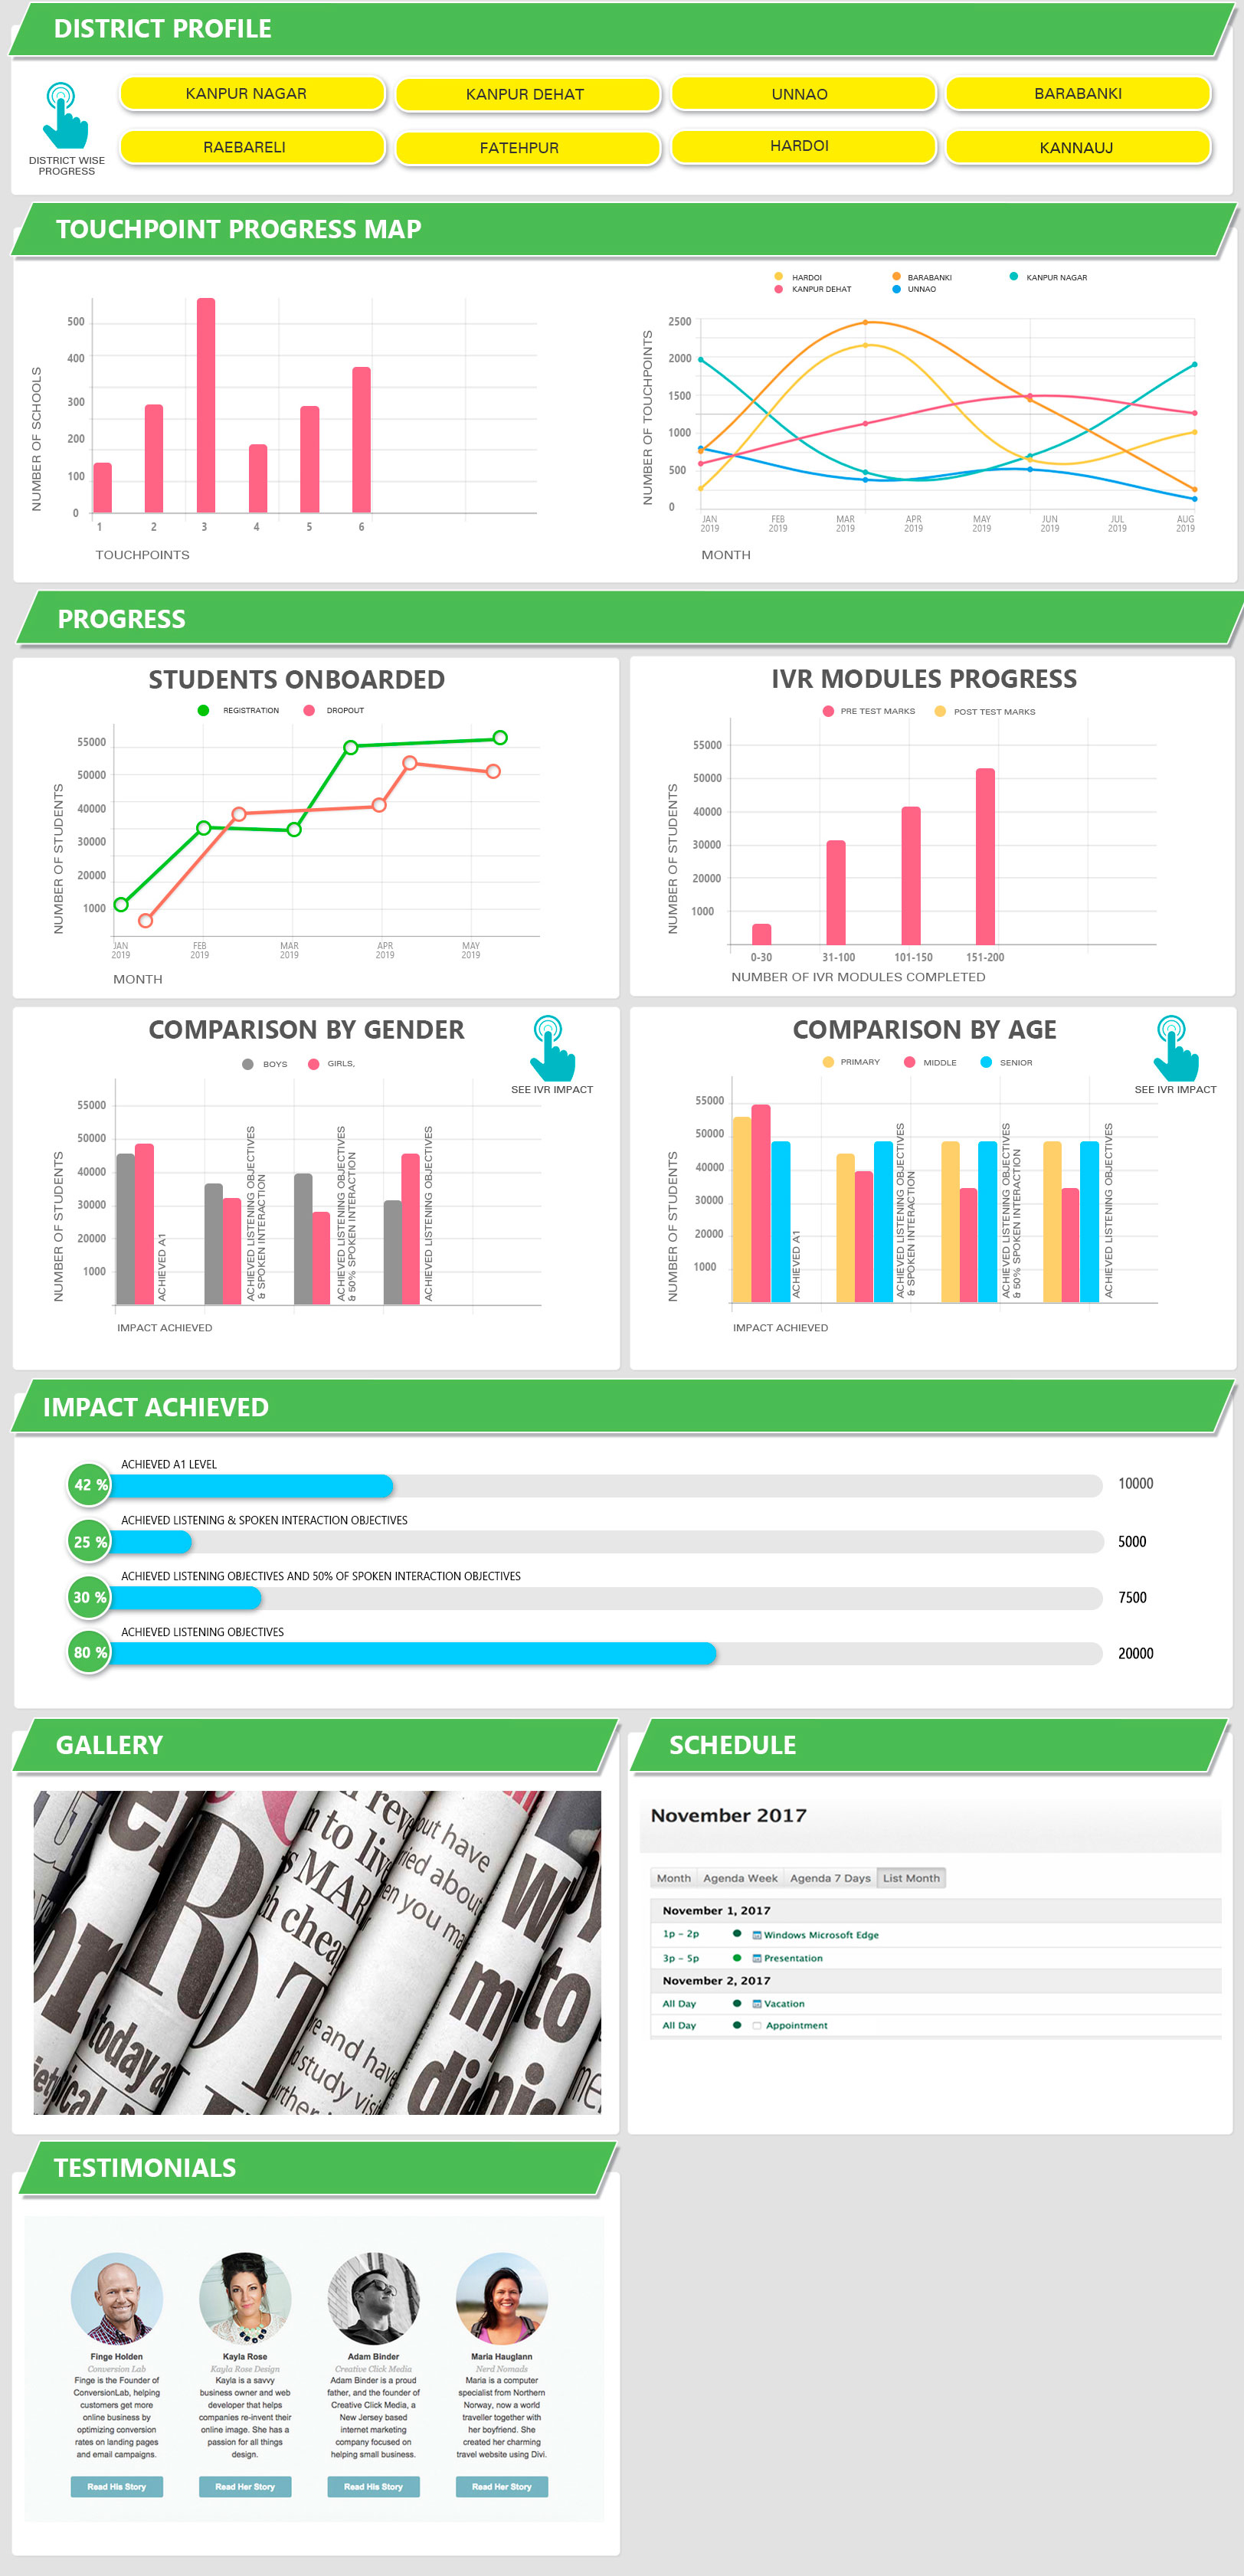 DISTRICT PROFILE
KANPUR NAGAR
KANPUR DEHAT
UNNAO
BARABANKI
RAEBARELI
FATEHPUR
HARDOI
KANNAUJ
DISTRICT WISE
PROGRESS
TOUCHPOINT PROGRESS MAP
NUMBER OF SCHOOLS
500
400
300
200
100
0
1 2 3 4 5 6
TOUCHPOINTS
HARDOI
BARABANKI
KANPUR NAGAR
KANPUR DEHAT
UNNAO
NUMBER OF TOUCHPOINTS
2500
2000
1500
1000
500
0
JAN FEB MAR APR MAY JUN JUL AUG
2019 2019 2019 2019 2019 2019 2019 2019
MONTH
PROGRESS
STUDENTS ONBOARDED
REGISTRATION
DROPOUT
NUMBER OF STUDENTS
55000
50000
40000
30000
20000
1000
JAN FEB MAR APR MAY
2019 2019 2019 2019 2019
MONTH
IVR MODULES PROGRESS
PRE TEST MARKS
POST TEST MARKS
NUMBER OF STUDENTS
55000
50000
40000
30000
20000
1000
0-30 31-100 101-150 151-200
NUMBER OF IVR MODULES COMPLETED
COMPARISON BY GENDER
BOYS
GIRLS,
SEE IVR IMPACT
NUMBER OF STUDENTS
55000
50000
40000
30000
20000
1000
ACHIEVED A1
ACHIEVED LISTENING OBJECTIVES
& SPOKEN INTERACTION
ACHIEVED LISTENING OBJECTIVES
& 50% SPOKEN INTERACTION
ACHIEVED LISTENING OBJECTIVES
IMPACT ACHIEVED
COMPARISON BY AGE
PRIMARY
MIDDLE
SENIOR
SEE IVR IMPACT
NUMBER OF STUDENTS
55000
50000
40000
30000
20000
1000
ACHIEVED A1
ACHIEVED LISTENING OBJECTIVES
& SPOKEN INTERACTION
ACHIEVED LISTENING OBJECTIVES
& 50% SPOKEN INTERACTION
ACHIEVED LISTENING OBJECTIVES
IMPACT ACHIEVED
IMPACT ACHIEVED
ACHIEVED A1 LEVEL
42 %
10000
ACHIEVED LISTENING & SPOKEN INTERACTION OBJECTIVES
25 %
5000
ACHIEVED LISTENING OBJECTIVES AND 50% OF SPOKEN INTERACTION OBJECTIVES
30 %
7500
ACHIEVED LISTENING OBJECTIVES
80 %
20000
GALLERY
to live
cheap
out have
ried about
en you ma
today as
e and have
study visi
to
SCHEDULE
November 2017
Month Agenda Week Agenda 7 Days List Month
November 1, 2017
1p - 2p Windows Microsoft Edge
3p - 5p Presentation
November 2, 2017
All Day Vacation
All Day Appointment
TESTIMONIALS
Finge Holden
Conversion Lab
Finge is the Founder of
ConversionLab, helping
customers get more
online business by
optimizing conversion
rates on landing pages
and email campaigns.
Read His Story
Kayla Rose
Kayla Rose Design
Kayla is a savvy
business owner and web
developer that helps
companies re-invent their
online image. She has a
passion for all things
design.
Read Her Story
Adam Binder
Creative Click Media
Adam Binder is a proud
father, and the founder of
Creative Click Media, a
New Jersey based
internet marketing
company focused on
helping small business.
Read His Story
Maria Hauglann
Nerd Nomads
Maria is a computer
specialist from Northern
Norway, now a world
traveller together with
her boyfriend. She
created her charming
travel website using Divi.
Read Her Story